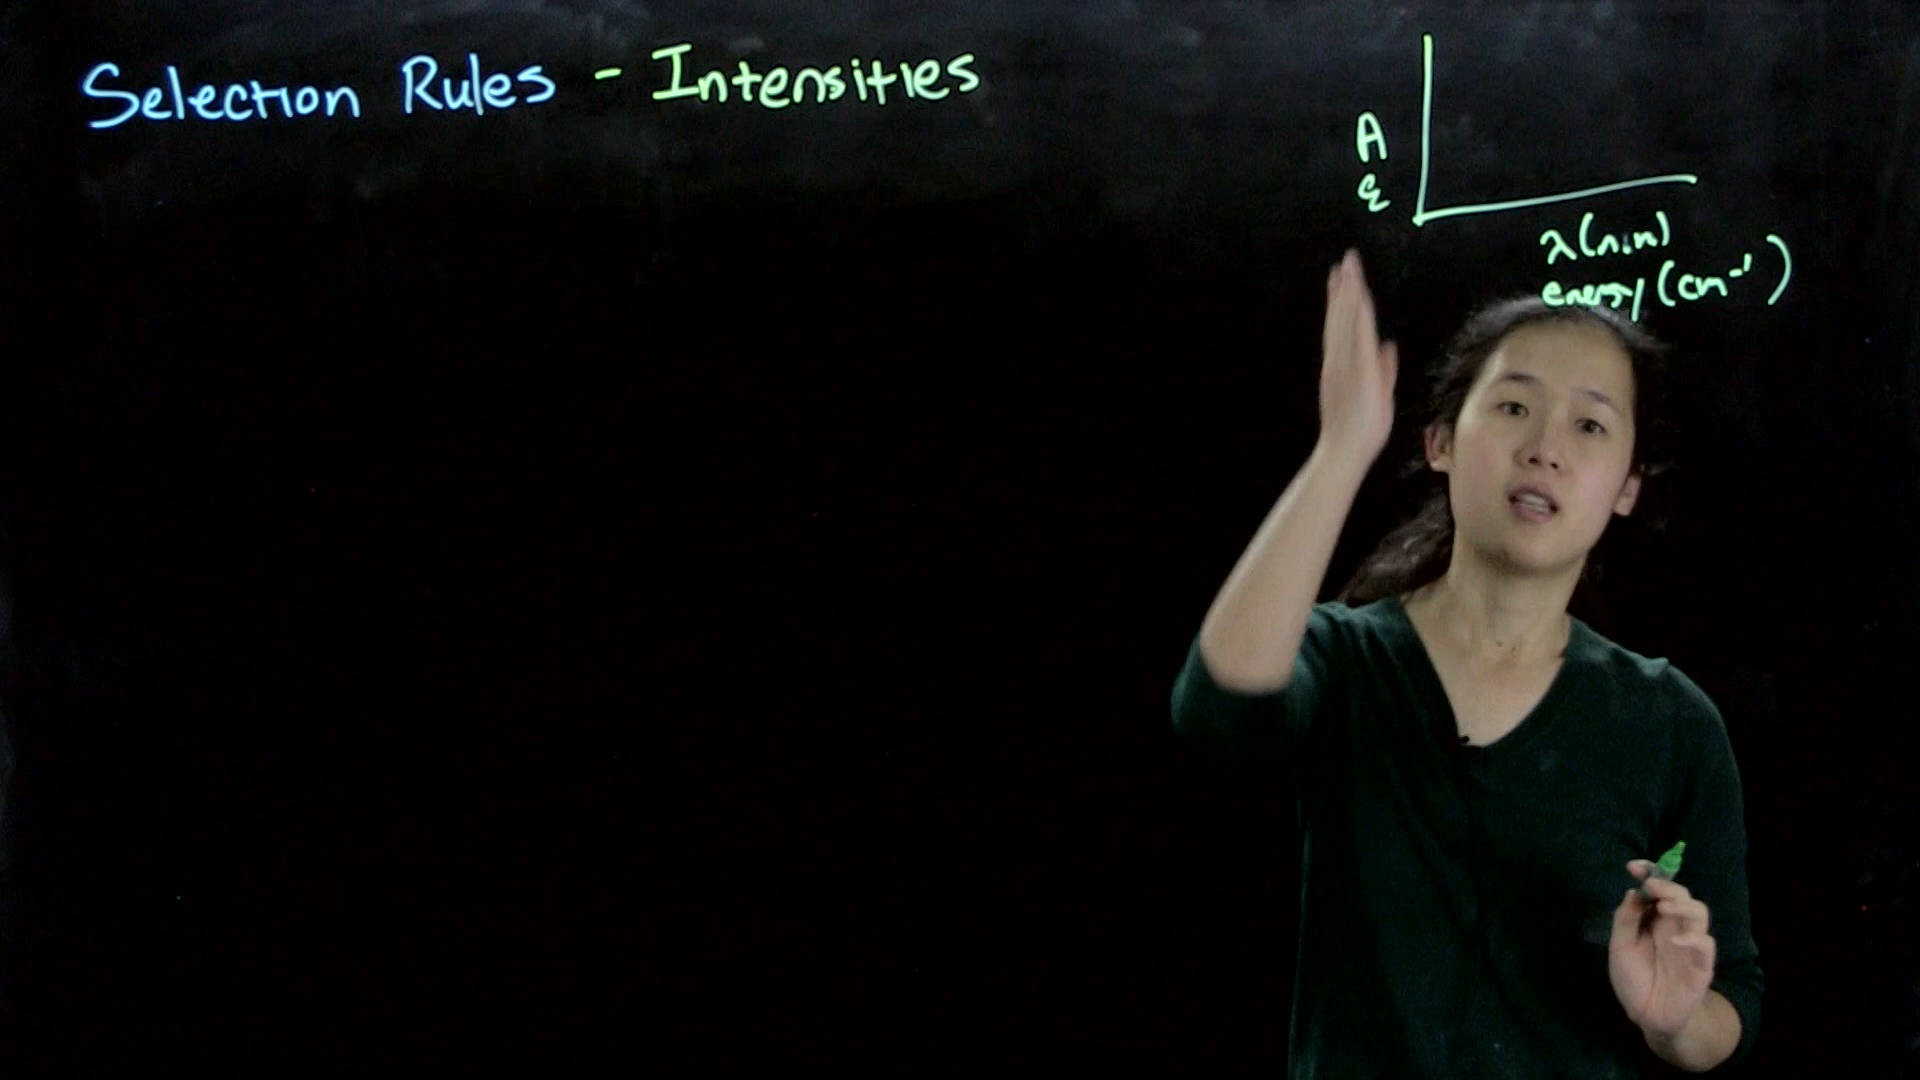 Selection Rules - Intensities
A
ε
λ(nm)
energy (cm⁻¹)